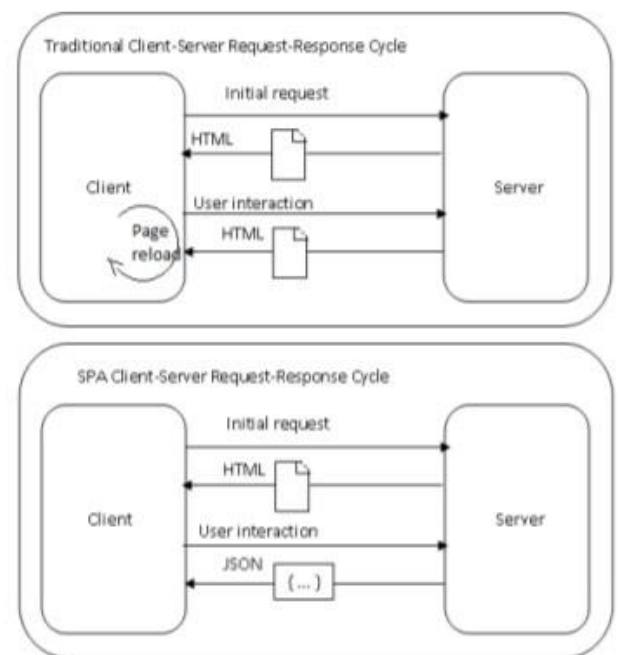 Traditional Client-Server Request-Response Cycle
Initial request
HTML
Client
Server
User interaction
Page
reload
HTML
SPA Client-Server Request-Response Cycle
Initial request
HTML
Client
Server
User interaction
JSON
{...}